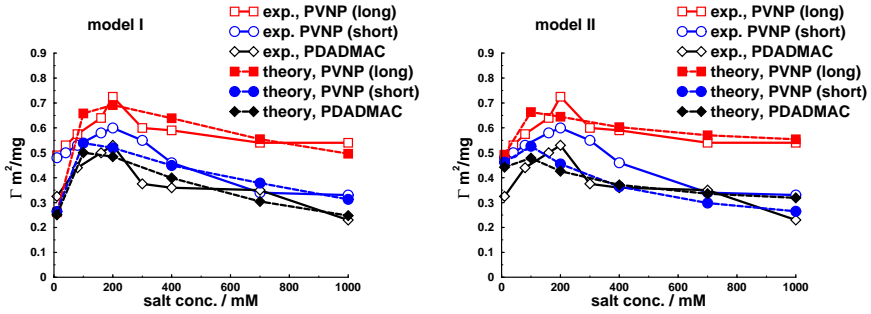 model I
exp., PVNP (long)
exp. PVNP (short)
exp., PDADMAC
theory, PVNP (long)
theory, PVNP (short)
theory, PDADMAC
0.9
0.8
0.7
0.6
0.5
0.4
0.3
0.2
0.1
0
Γ m²/mg
0 200 400 600 800 1000
salt conc. / mM
model II
exp., PVNP (long)
exp., PVNP (short)
exp., PDADMAC
theory, PVNP (long)
theory, PVNP (short)
theory, PDADMAC
0.9
0.8
0.7
0.6
0.5
0.4
0.3
0.2
0.1
0
Γ m²/mg
0 200 400 600 800 1000
salt conc. / mM